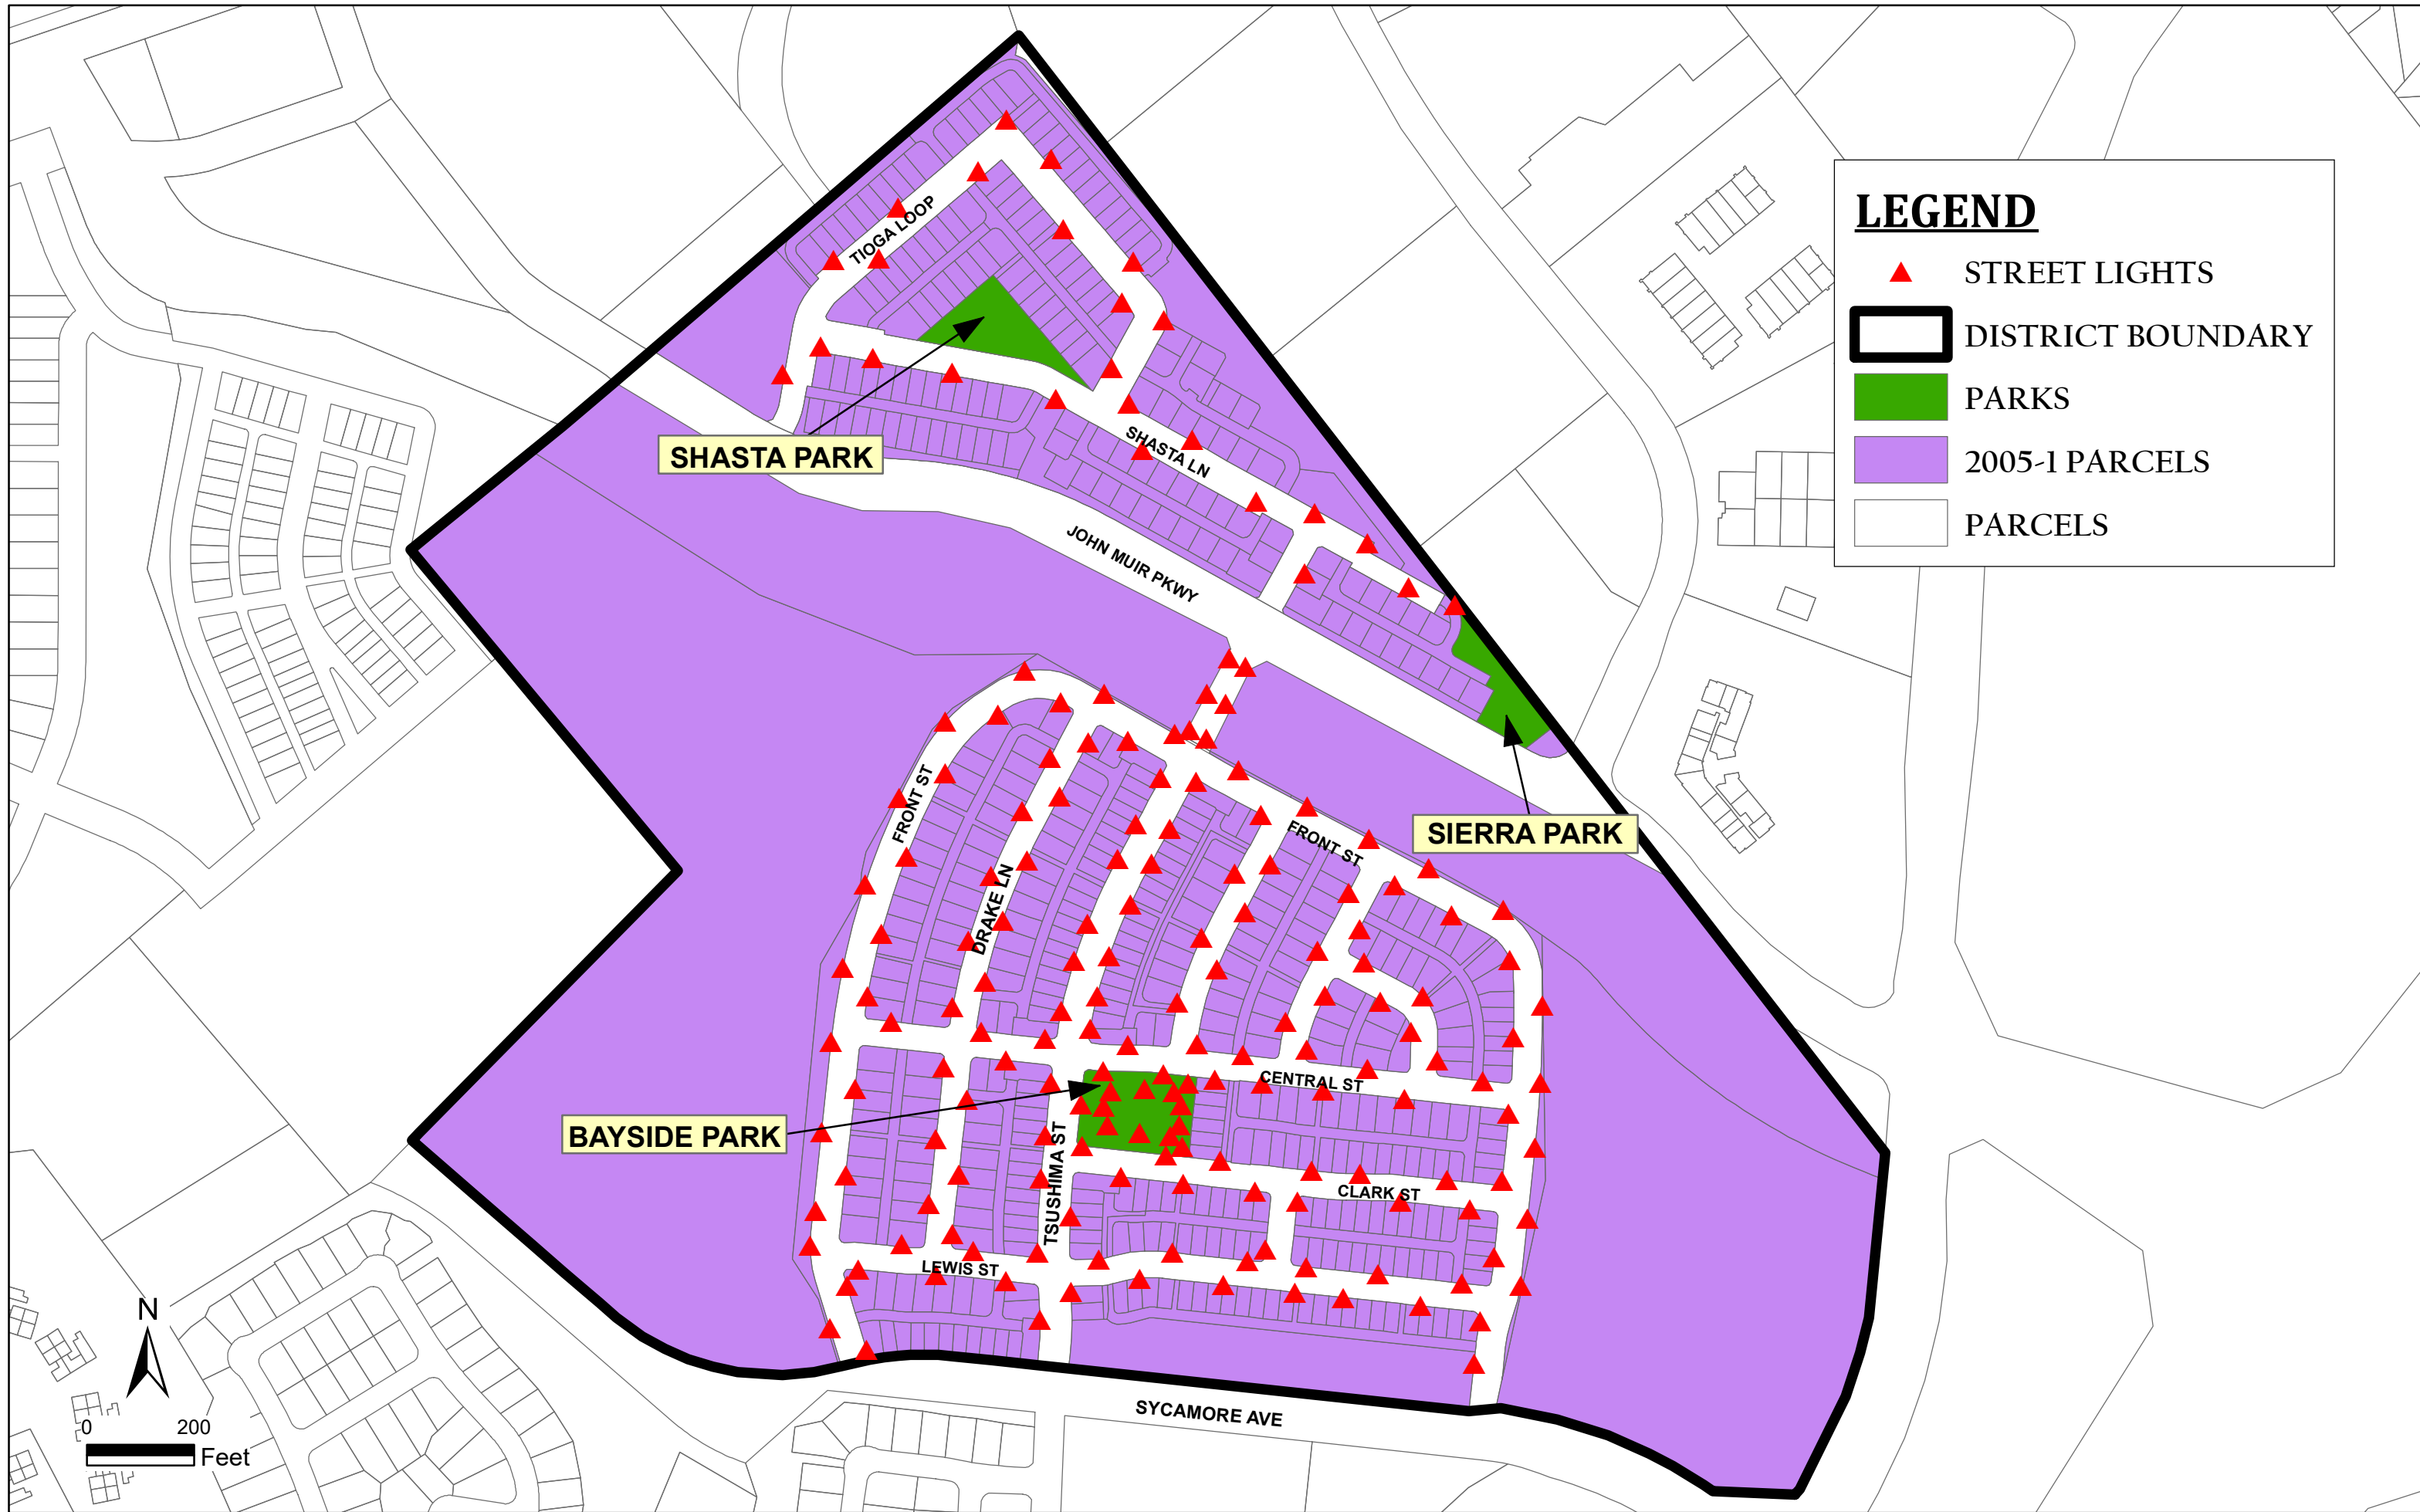 LEGEND
STREET LIGHTS
DISTRICT BOUNDARY
PARKS
2005-1 PARCELS
PARCELS
TIOGA LOOP
SHASTA PARK
SHASTA LN
JOHN MUIR PKWY
FRONT ST
DRAKE LN
FRONT ST
SIERRA PARK
CENTRAL ST
BAYSIDE PARK
TSUSHIMA ST
CLARK ST
LEWIS ST
SYCAMORE AVE
N
0 200
Feet